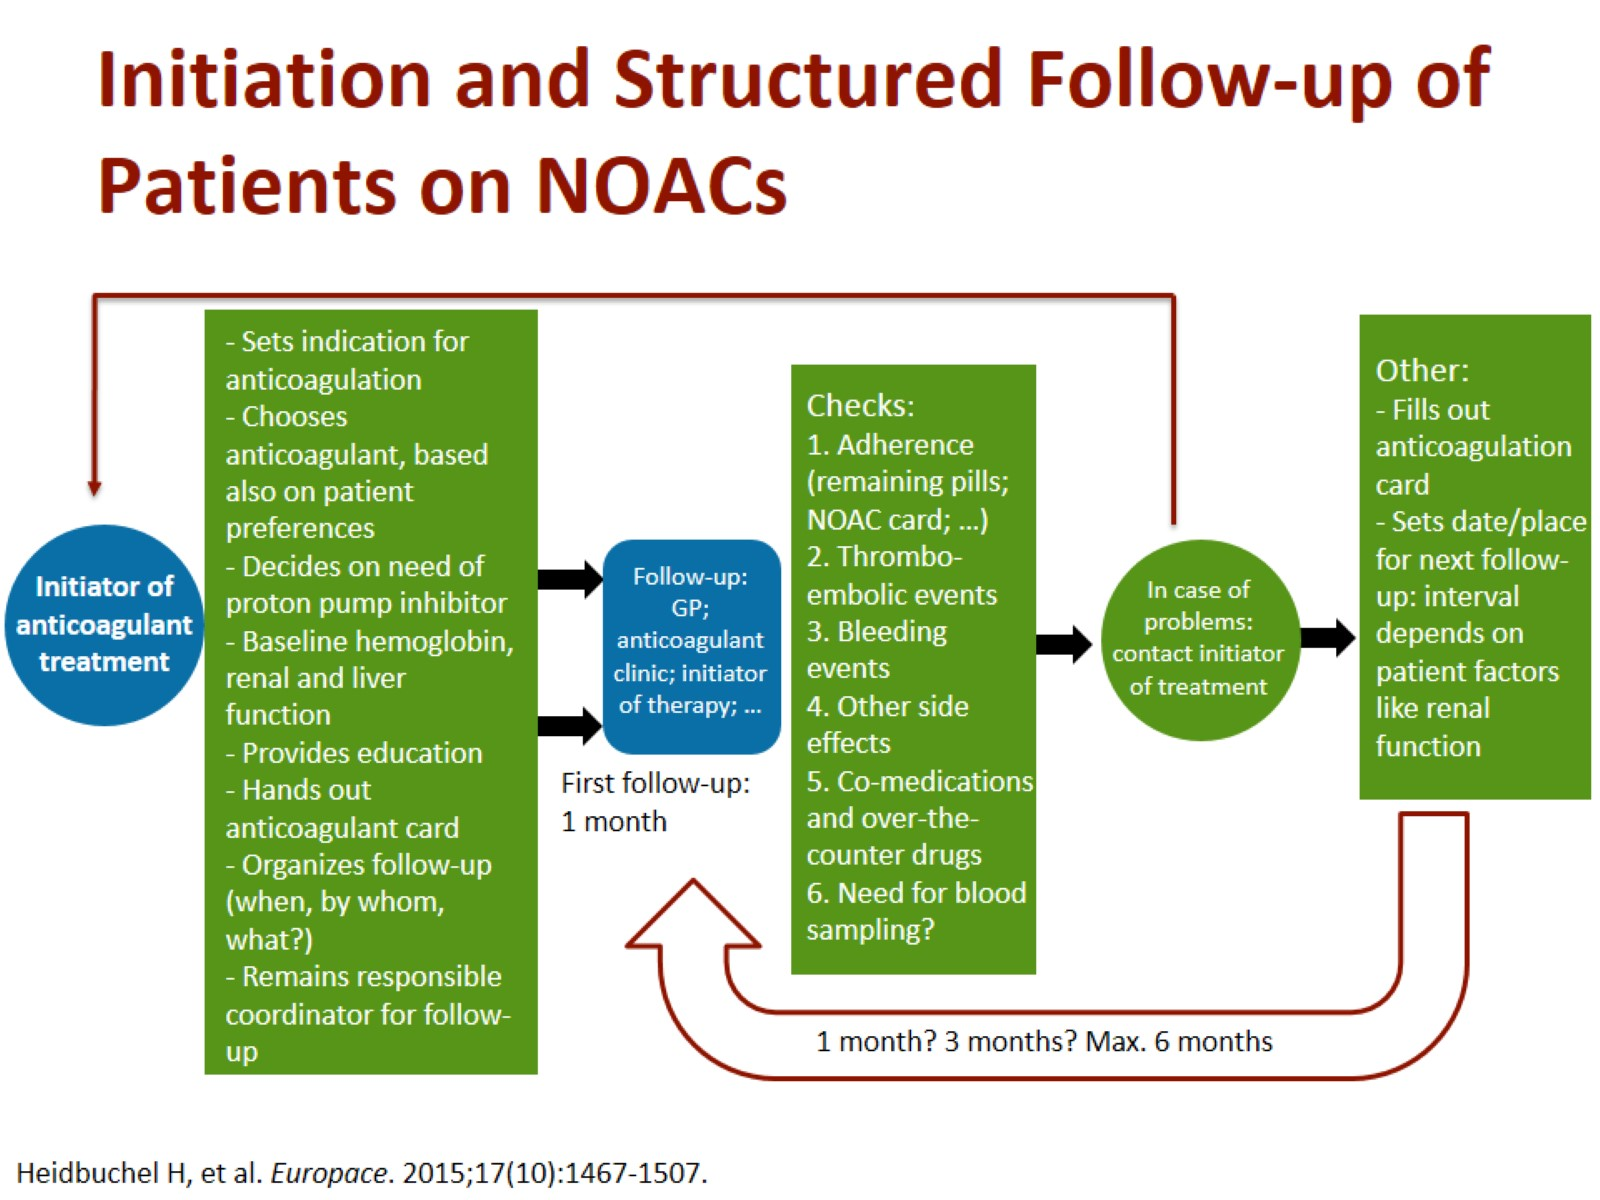 Initiation and Structured Follow-up of
Patients on NOACs
Initiator of
anticoagulant
treatment
- Sets indication for
anticoagulation
- Chooses
anticoagulant, based
also on patient
preferences
- Decides on need of
proton pump inhibitor
- Baseline hemoglobin,
renal and liver
function
- Provides education
- Hands out
anticoagulant card
- Organizes follow-up
(when, by whom,
what?)
- Remains responsible
coordinator for follow-
up
Follow-up:
GP;
anticoagulant
clinic; initiator
of therapy; ...
First follow-up:
1 month
Checks:
1. Adherence
(remaining pills;
NOAC card; ...)
2. Thrombo-
embolic events
3. Bleeding
events
4. Other side
effects
5. Co-medications
and over-the-
counter drugs
6. Need for blood
sampling?
In case of
problems:
contact initiator
of treatment
Other:
- Fills out
anticoagulation
card
- Sets date/place
for next follow-
up: interval
depends on
patient factors
like renal
function
1 month? 3 months? Max. 6 months
Heidbuchel H, et al. Europace. 2015;17(10):1467-1507.